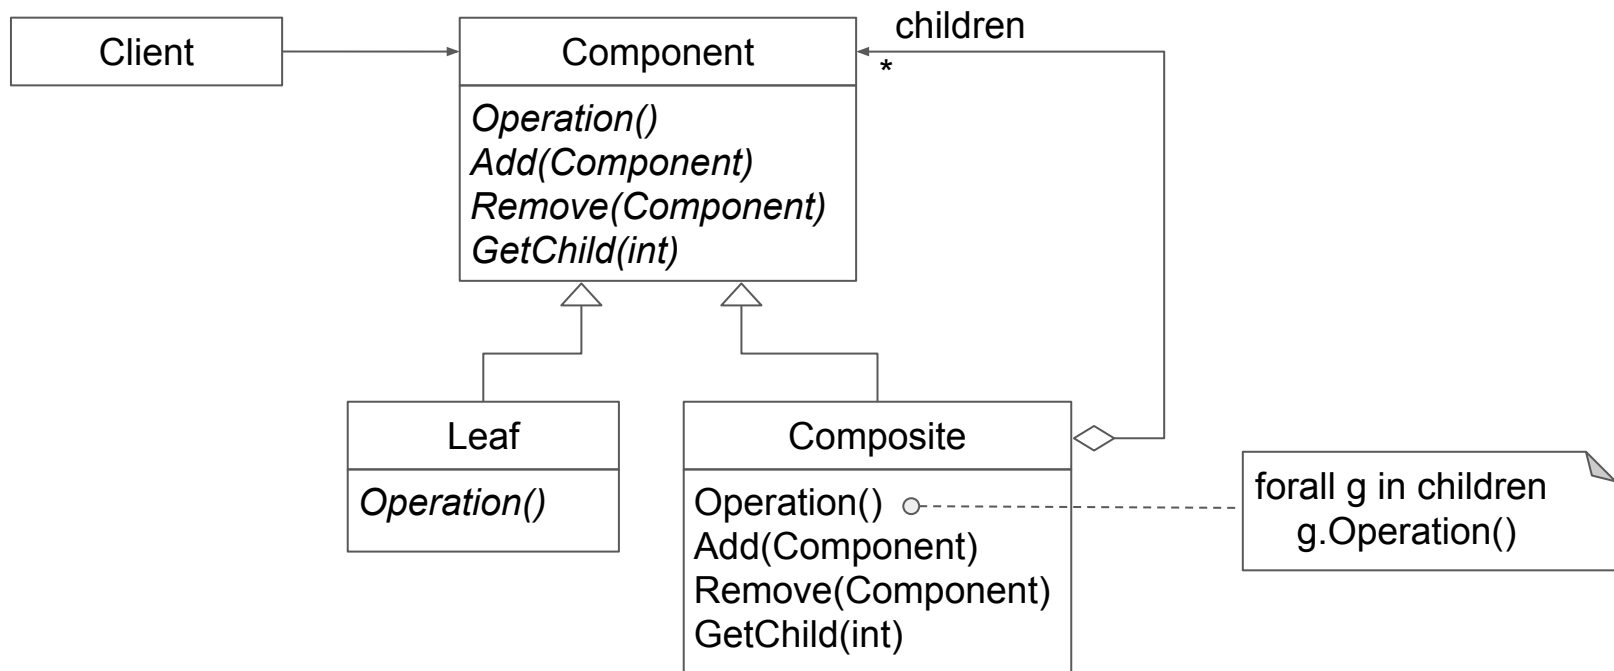 Client
Component
children
*
Operation()
Add(Component)
Remove(Component)
GetChild(int)
Leaf
Operation()
Composite
Operation()
Add(Component)
Remove(Component)
GetChild(int)
forall g in children
g.Operation()